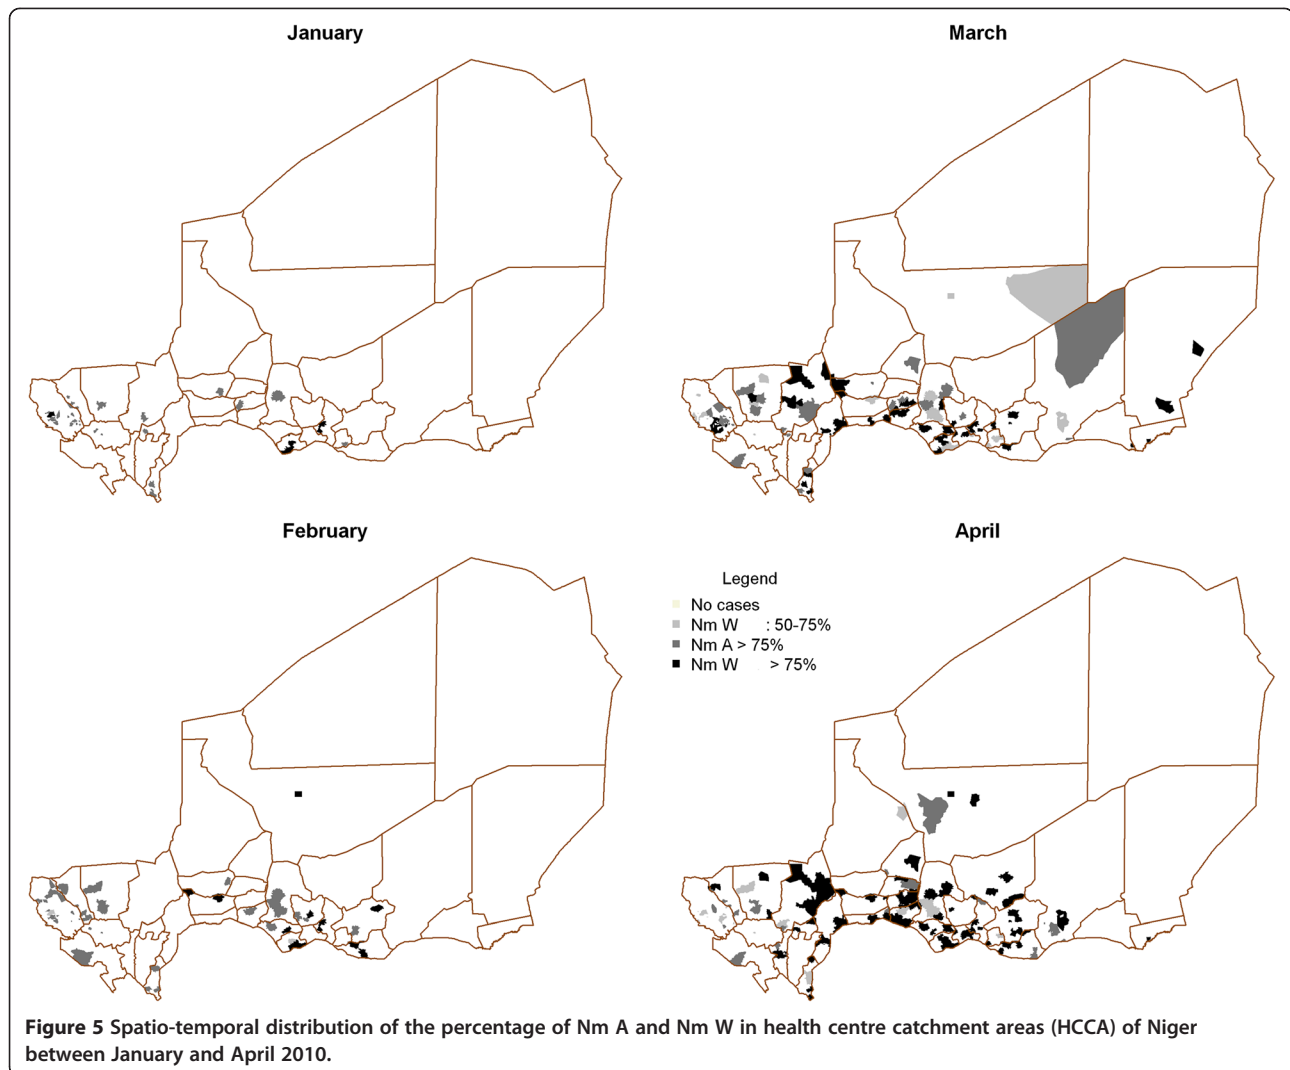 January
March
February
April
Legend
No cases
Nm W : 50-75%
Nm A > 75%
Nm W > 75%
Figure 5 Spatio-temporal distribution of the percentage of Nm A and Nm W in health centre catchment areas (HCCA) of Niger
between January and April 2010.